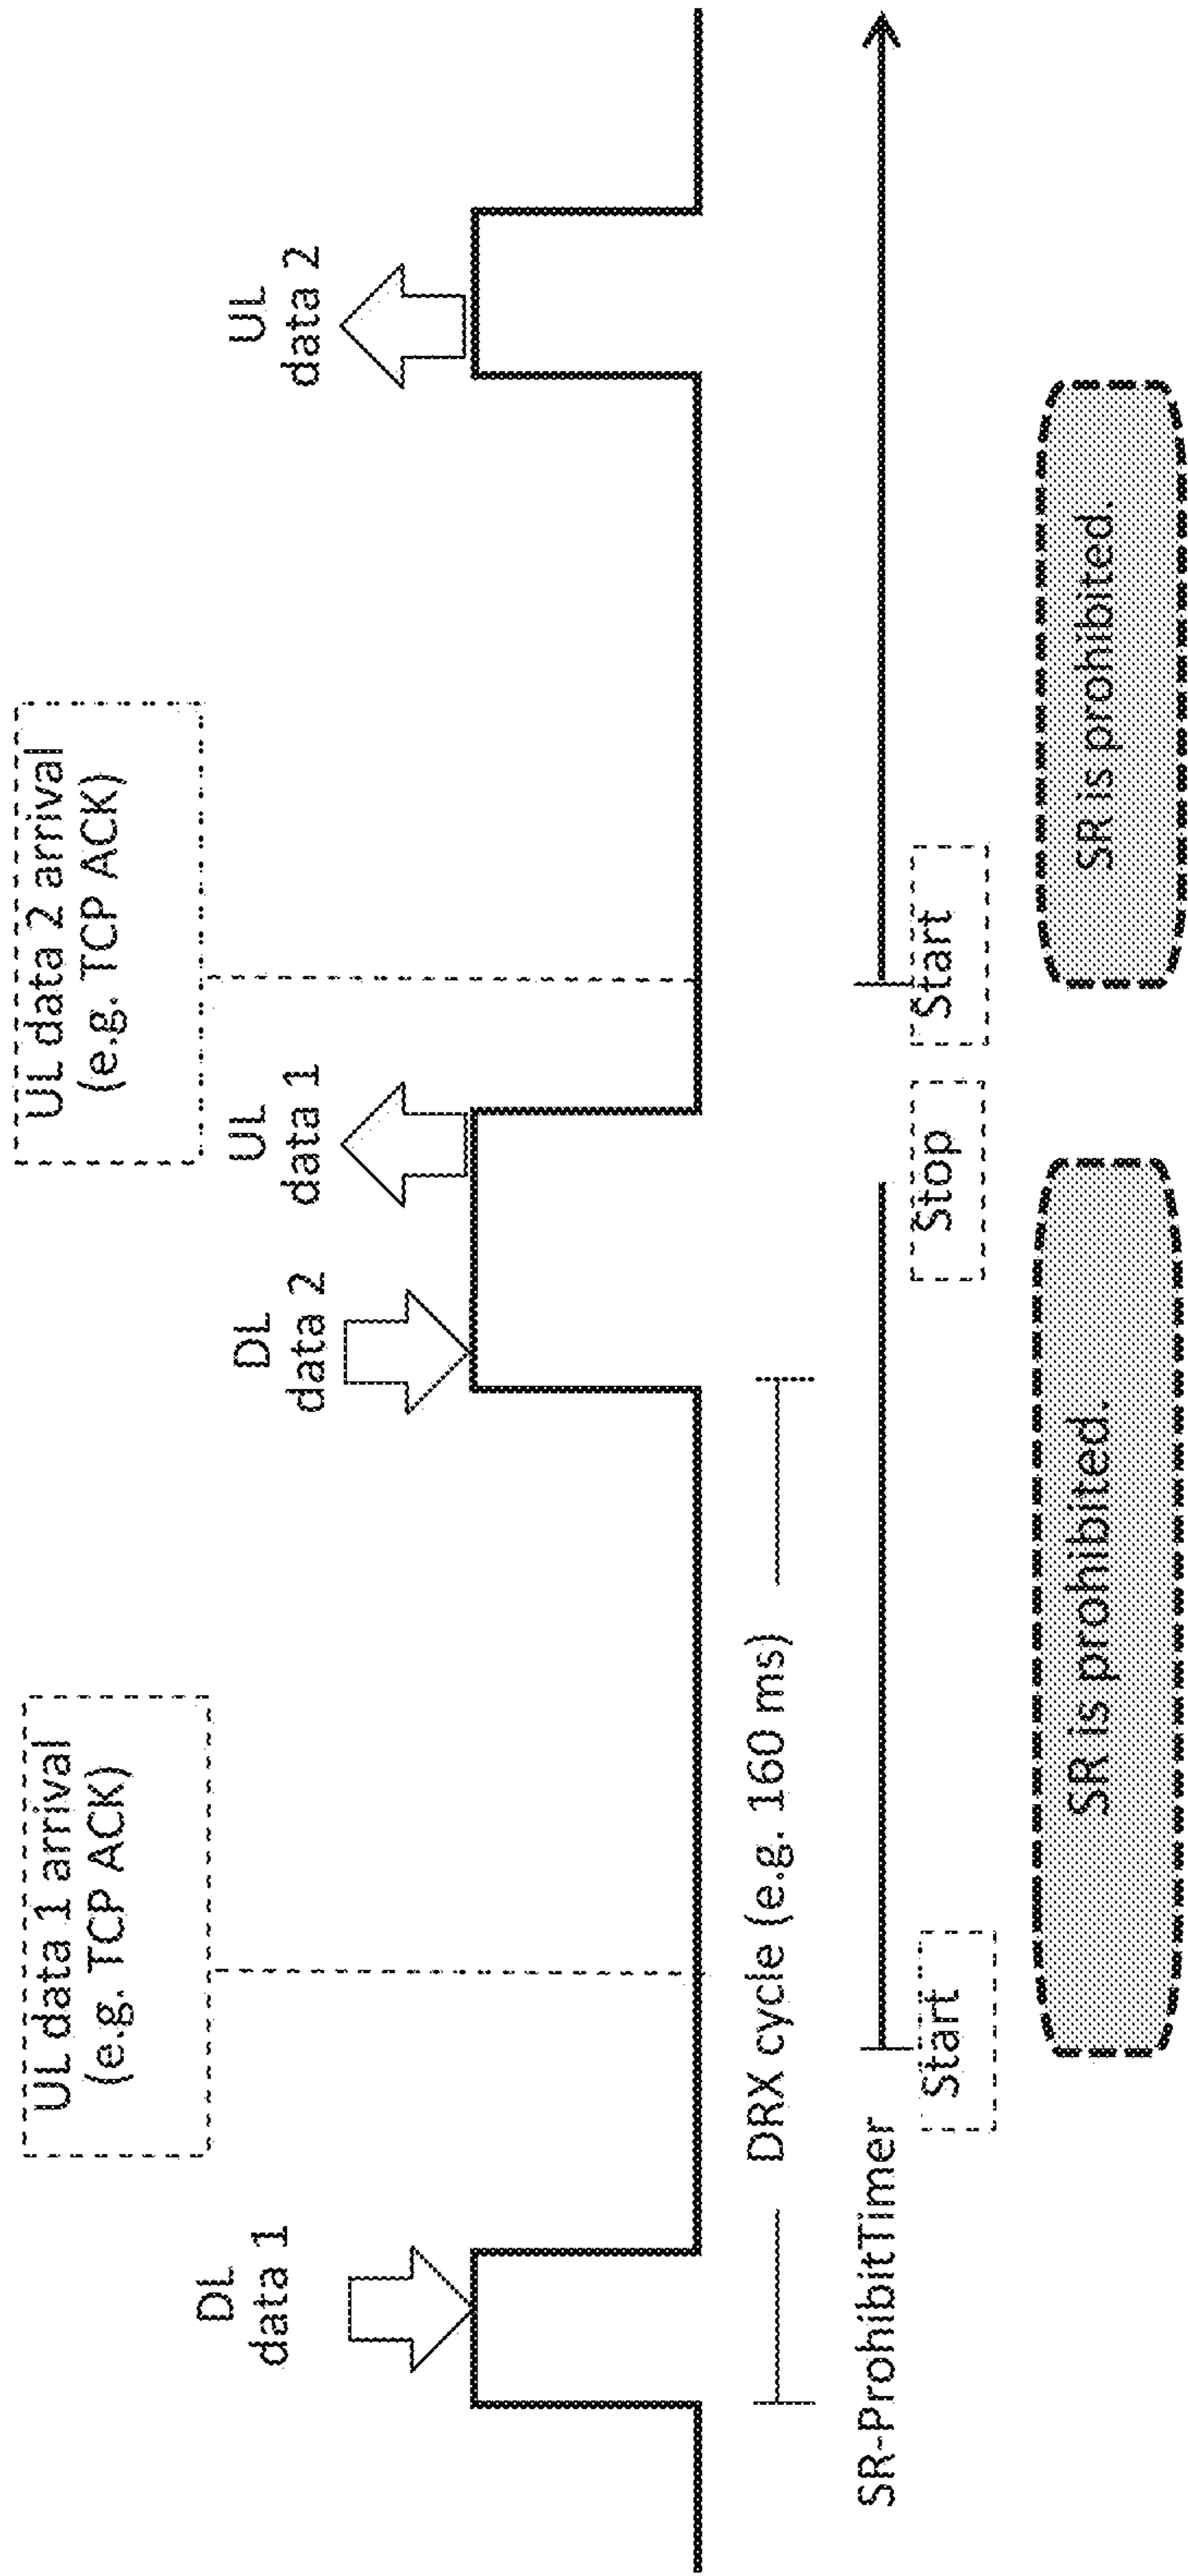 UL data 1 arrival
(e.g. TCP ACK)
UL data 2 arrival
(e.g. TCP ACK)
DL
data 1
DL
data 2
UL
data 1
UL
data 2
DRX cycle (e.g. 160 ms)
SR-ProhibitTimer
Start
Stop
Start
SR is prohibited.
SR is prohibited.